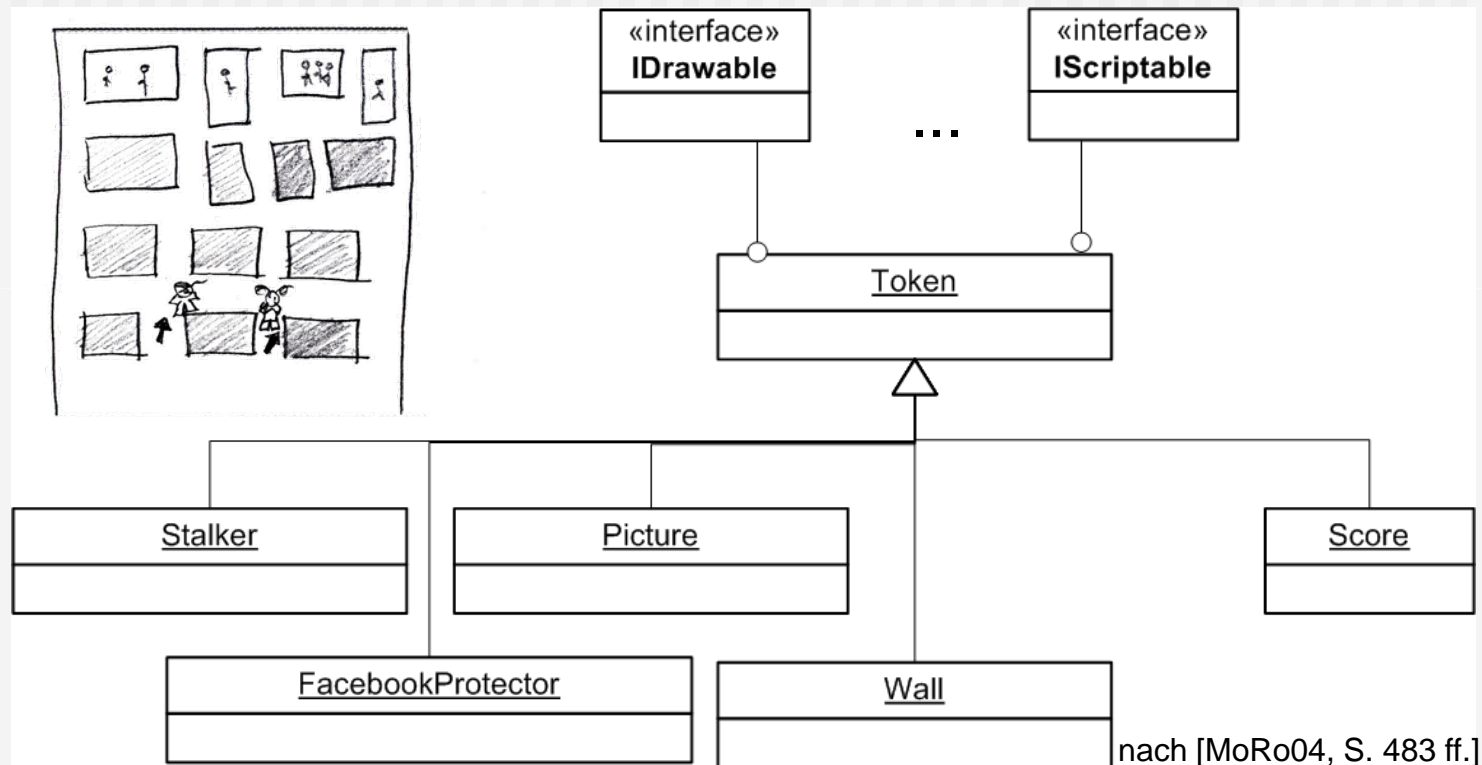 «interface»
IDrawable
«interface»
IScriptable
...
Token
Stalker
Picture
Score
FacebookProtector
Wall
nach [MoRo04, S. 483 ff.]